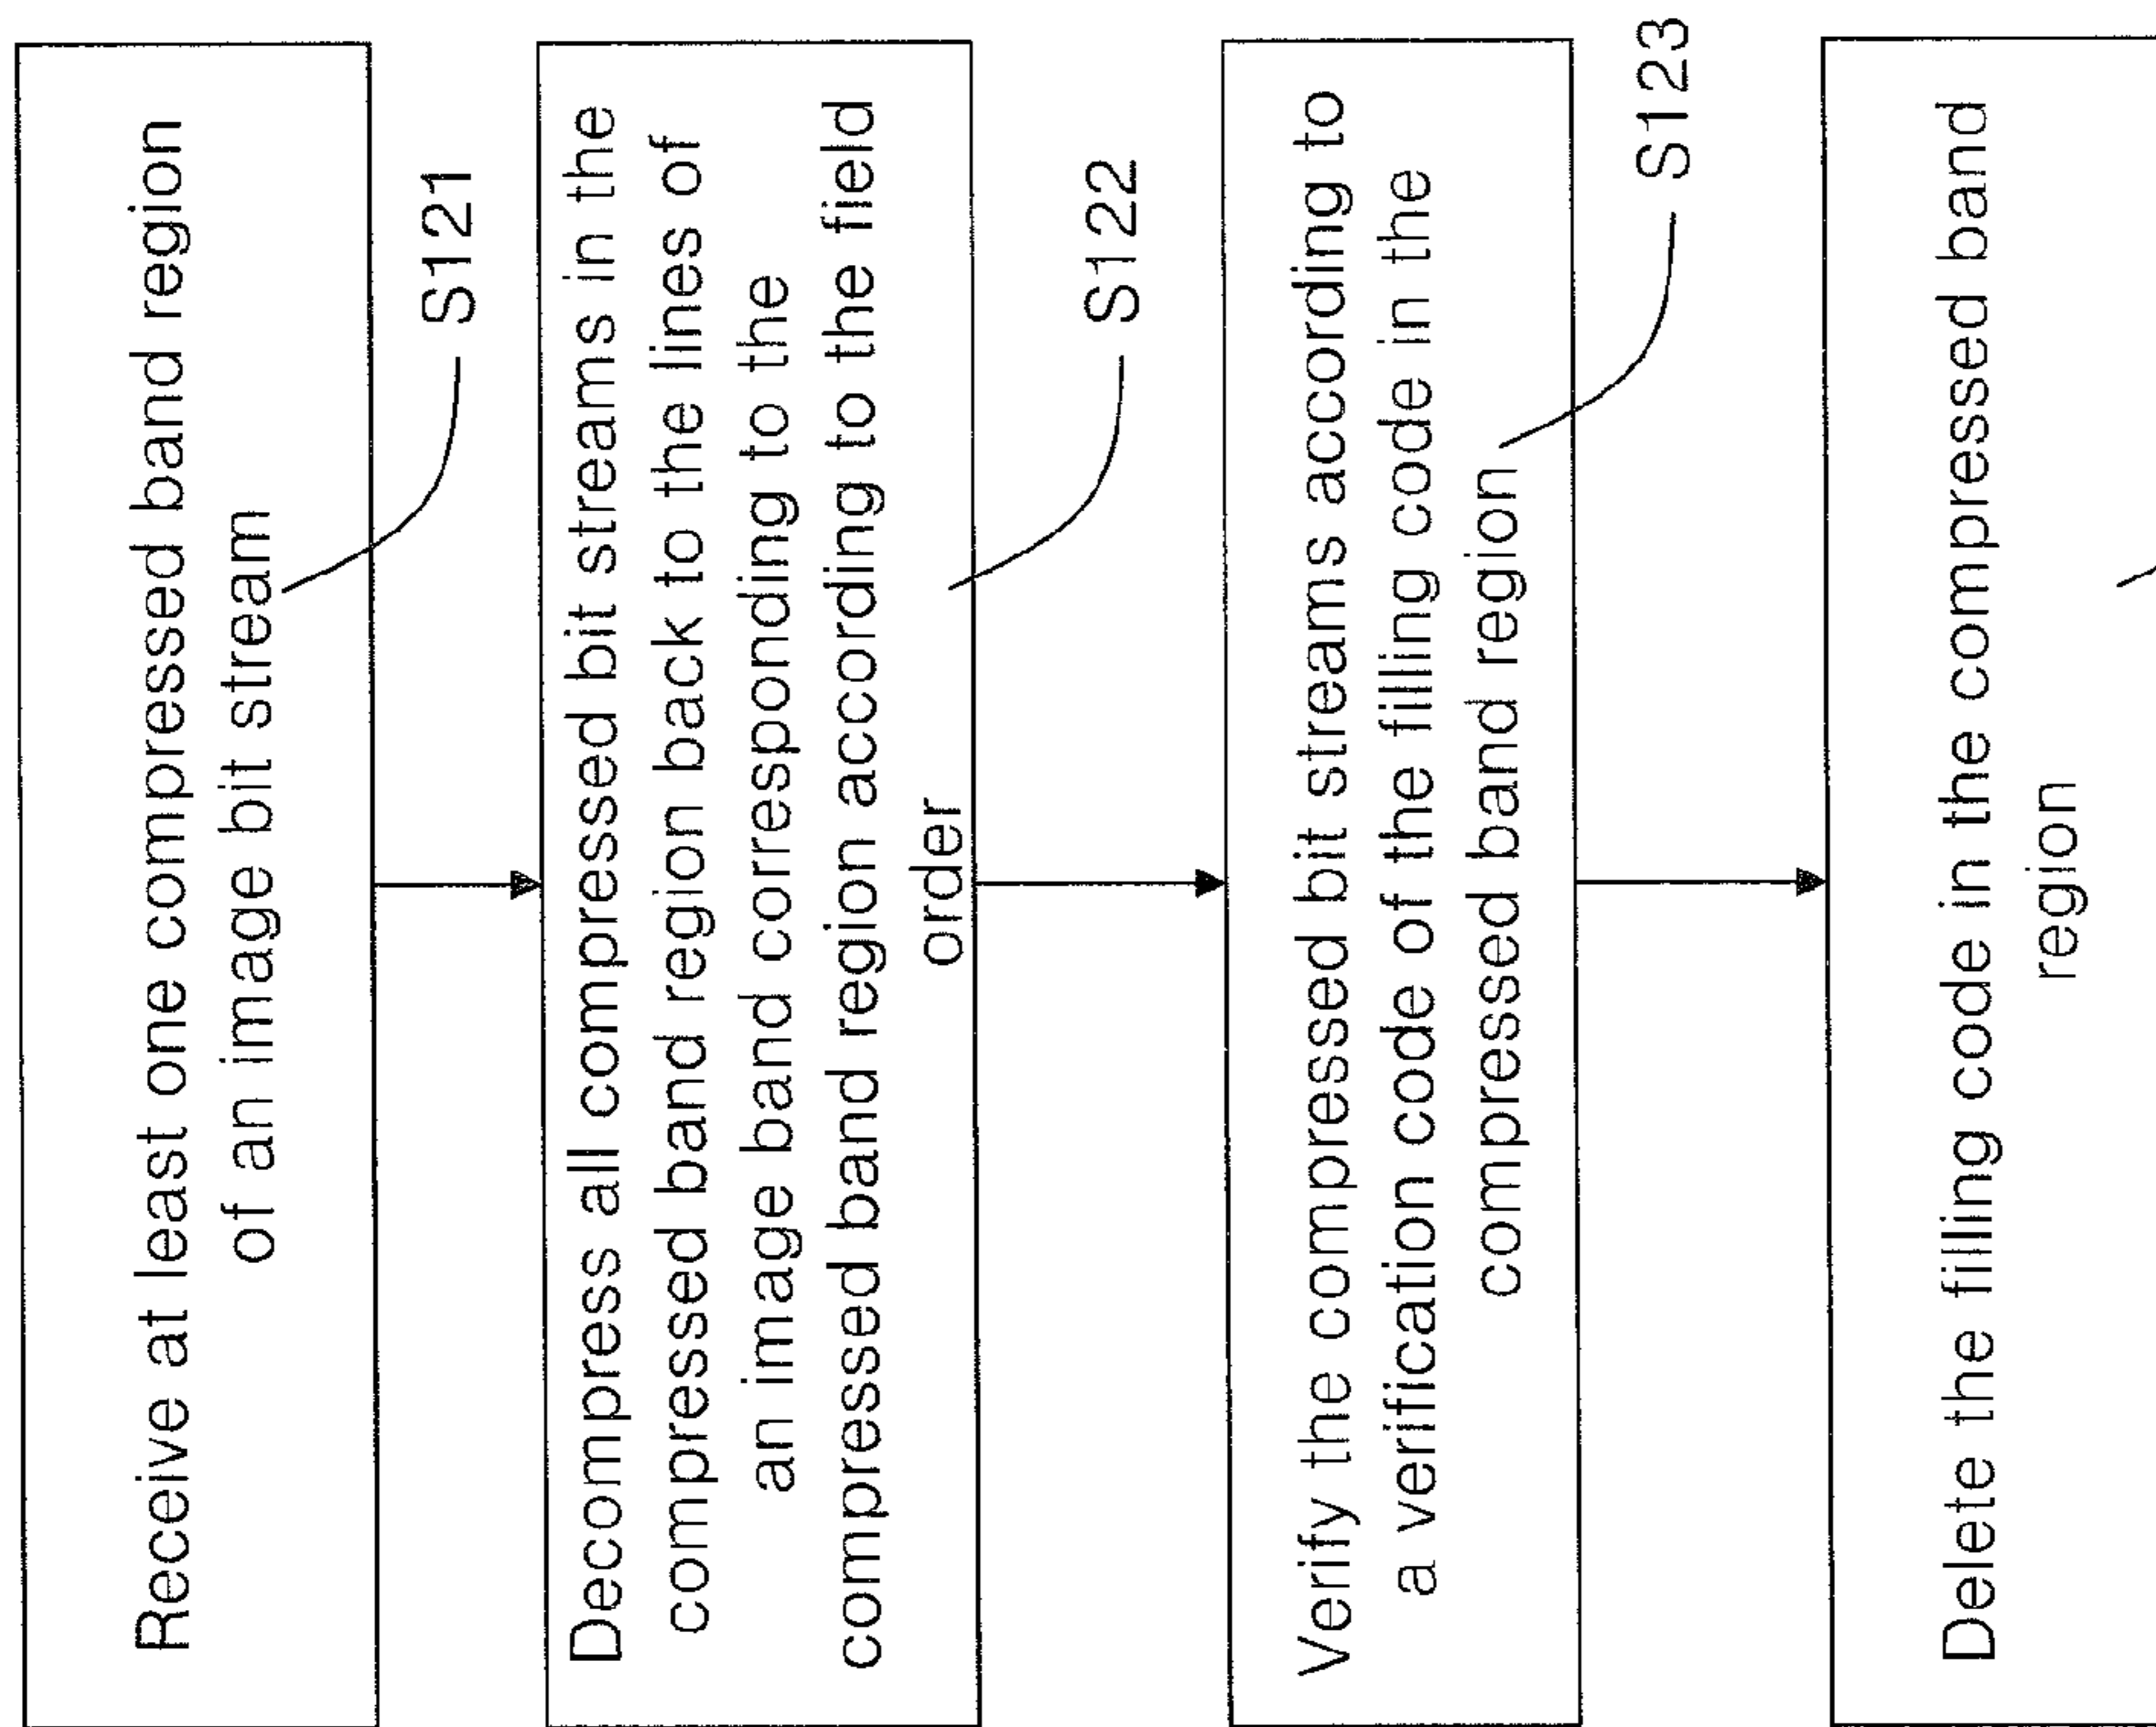 Receive at least one compressed band region
of an image bit stream
S121
Decompress all compressed bit streams in the
compressed band region back to the lines of
an image band corresponding to the
compressed band region according to the field
order
S122
Verify the compressed bit streams according to
a verification code of the filling code in the
compressed band region
S123
Delete the filling code in the compressed band
region